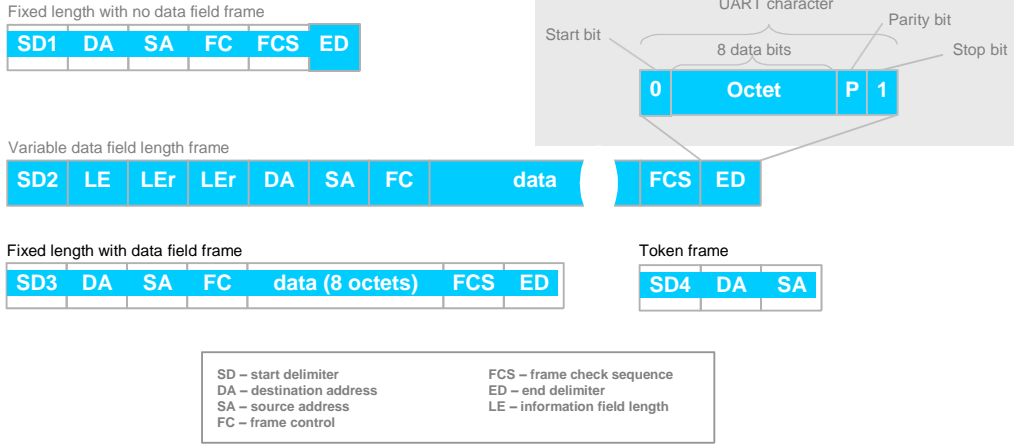 Fixed length with no data field frame
SD1 DA SA FC FCS ED
UART character
Start bit
Parity bit
8 data bits
Stop bit
0 Octet P 1
Variable data field length frame
SD2 LE LEr LEr DA SA FC data FCS ED
Fixed length with data field frame
SD3 DA SA FC data (8 octets) FCS ED
Token frame
SD4 DA SA
SD – start delimiter
DA – destination address
SA – source address
FC – frame control
FCS – frame check sequence
ED – end delimiter
LE – information field length